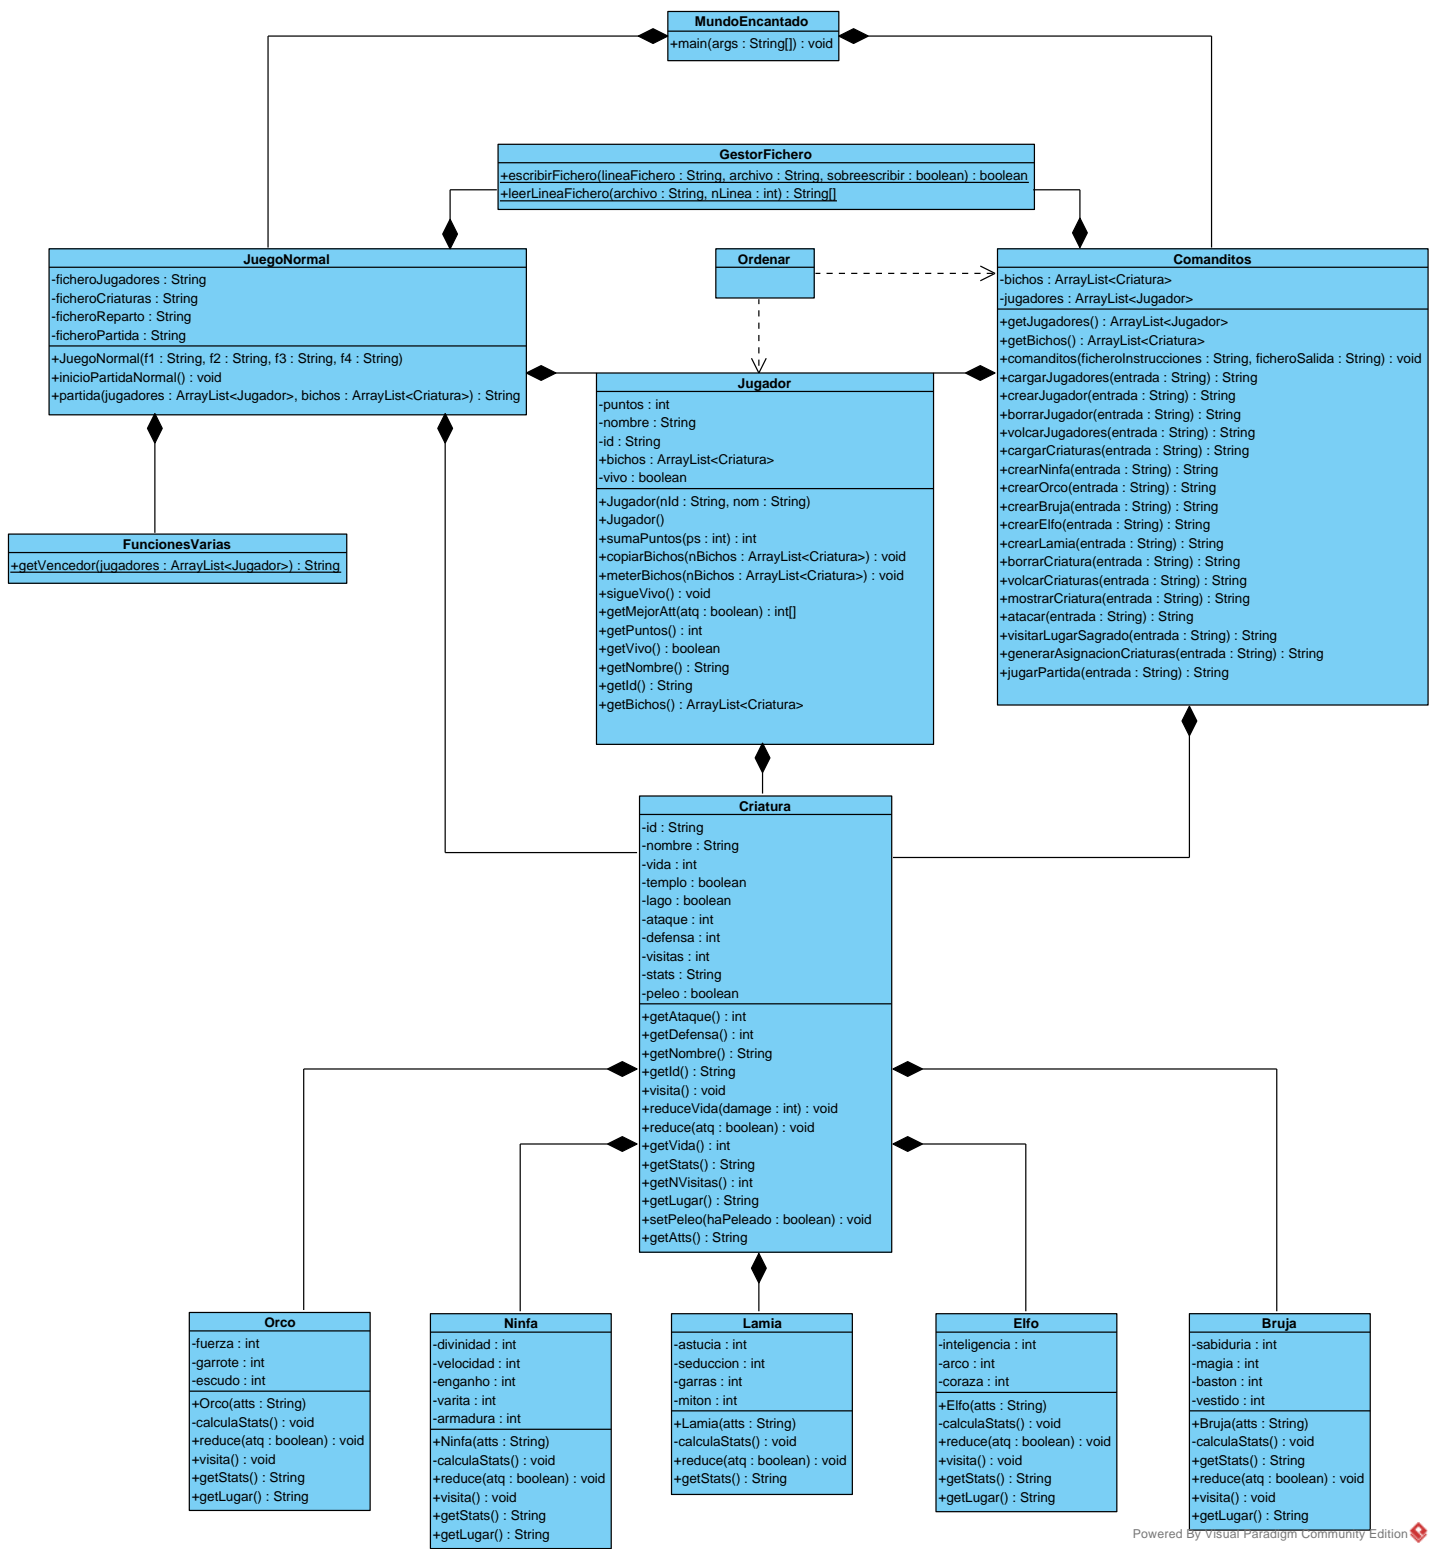 MundoEncantado
+main(args : String[]) : void
GestorFichero
+escribirFichero(lineaFichero : String, archivo : String, sobreescribir : boolean) : boolean
+leerLineaFichero(archivo : String, nLinea : int) : String[]
JuegoNormal
-ficheroJugadores : String
-ficheroCriaturas : String
-ficheroReparto : String
-ficheroPartida : String
+JuegoNormal(f1 : String, f2 : String, f3 : String, f4 : String)
+inicioPartidaNormal() : void
+partida(jugadores : ArrayList<Jugador>, bichos : ArrayList<Criatura>) : String
Ordenar
Comanditos
-bichos : ArrayList<Criatura>
-jugadores : ArrayList<Jugador>
+getJugadores() : ArrayList<Jugador>
+getBichos() : ArrayList<Criatura>
+comanditos(ficheroInstrucciones : String, ficheroSalida : String) : void
+cargarJugadores(entrada : String) : String
+crearJugador(entrada : String) : String
+borrarJugador(entrada : String) : String
+volcarJugadores(entrada : String) : String
+cargarCriaturas(entrada : String) : String
+crearNinfa(entrada : String) : String
+crearOrco(entrada : String) : String
+crearBruja(entrada : String) : String
+crearElfo(entrada : String) : String
+crearLamia(entrada : String) : String
+borrarCriatura(entrada : String) : String
+volcarCriaturas(entrada : String) : String
+mostrarCriatura(entrada : String) : String
+atacar(entrada : String) : String
+visitarLugarSagrado(entrada : String) : String
+generarAsignacionCriaturas(entrada : String) : String
+jugarPartida(entrada : String) : String
Jugador
-puntos : int
-nombre : String
-id : String
+bichos : ArrayList<Criatura>
-vivo : boolean
+Jugador(nId : String, nom : String)
+Jugador()
+sumaPuntos(ps : int) : int
+copiarBichos(nBichos : ArrayList<Criatura>) : void
+meterBichos(nBichos : ArrayList<Criatura>) : void
+sigueVivo() : void
+getMejorAtt(atq : boolean) : int[]
+getPuntos() : int
+getVivo() : boolean
+getNombre() : String
+getId() : String
+getBichos() : ArrayList<Criatura>
FuncionesVarias
+getVencedor(jugadores : ArrayList<Jugador>) : String
Criatura
-id : String
-nombre : String
-vida : int
-templo : boolean
-lago : boolean
-ataque : int
-defensa : int
-visitas : int
-stats : String
-peleo : boolean
+getAtaque() : int
+getDefensa() : int
+getNombre() : String
+getId() : String
+visita() : void
+reduceVida(damage : int) : void
+reduce(atq : boolean) : void
+getVida() : int
+getStats() : String
+getNVisitas() : int
+getLugar() : String
+setPeleo(haPeleado : boolean) : void
+getAtts() : String
Orco
-fuerza : int
-garrote : int
-escudo : int
+Orco(atts : String)
-calculaStats() : void
+reduce(atq : boolean) : void
+visita() : void
+getStats() : String
+getLugar() : String
Ninfa
-divinidad : int
-velocidad : int
-enganho : int
-varita : int
-armadura : int
+Ninfa(atts : String)
-calculaStats() : void
+reduce(atq : boolean) : void
+visita() : void
+getStats() : String
+getLugar() : String
Lamia
-astucia : int
-seduccion : int
-garras : int
-miton : int
+Lamia(atts : String)
-calculaStats() : void
+reduce(atq : boolean) : void
+getStats() : String
Elfo
-inteligencia : int
-arco : int
-coraza : int
+Elfo(atts : String)
-calculaStats() : void
+reduce(atq : boolean) : void
+visita() : void
+getStats() : String
+getLugar() : String
Bruja
-sabiduria : int
-magia : int
-baston : int
-vestido : int
+Bruja(atts : String)
-calculaStats() : void
+getStats() : String
+reduce(atq : boolean) : void
+visita() : void
+getLugar() : String
Powered By Visual Paradigm Community Edition